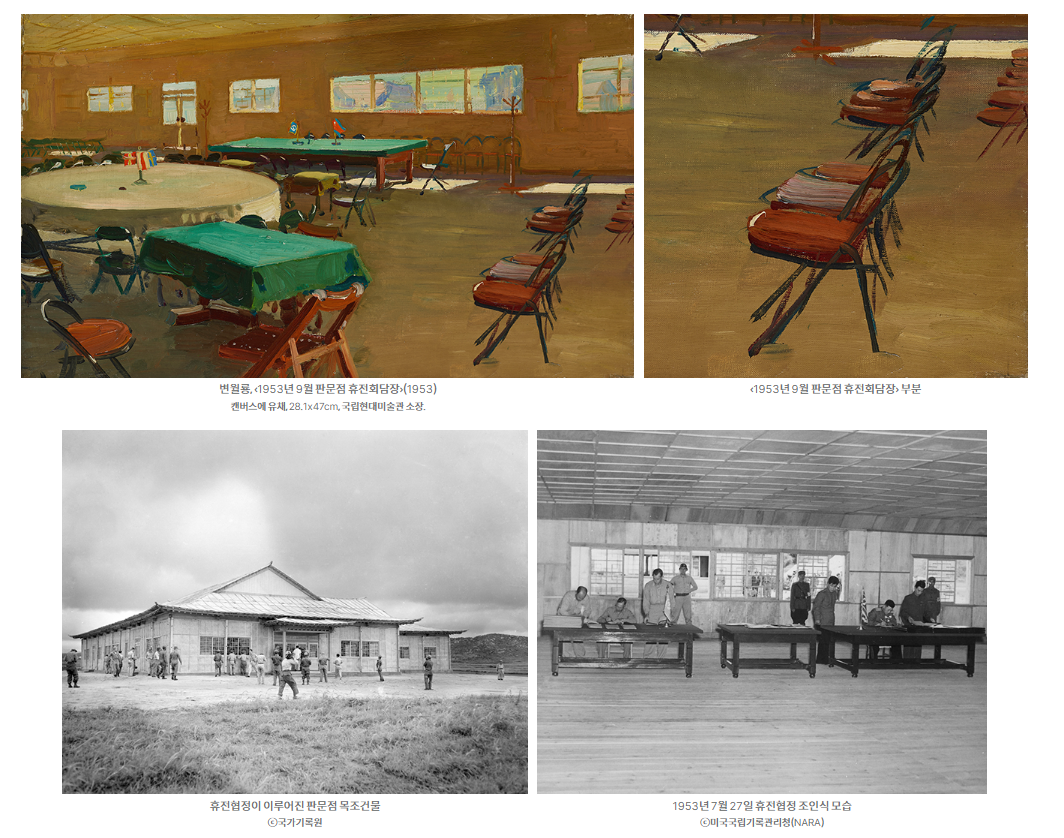 변월룡, ‹1953년 9월 판문점 휴전회담장›(1953)
캔버스에 유채, 28.1x47cm, 국립현대미술관 소장.
‹1953년 9월 판문점 휴전회담장› 부분
휴전협정이 이루어진 판문점 목조건물
ⓒ국가기록원
1953년 7월 27일 휴전협정 조인식 모습
ⓒ미국국립기록관리청(NARA)